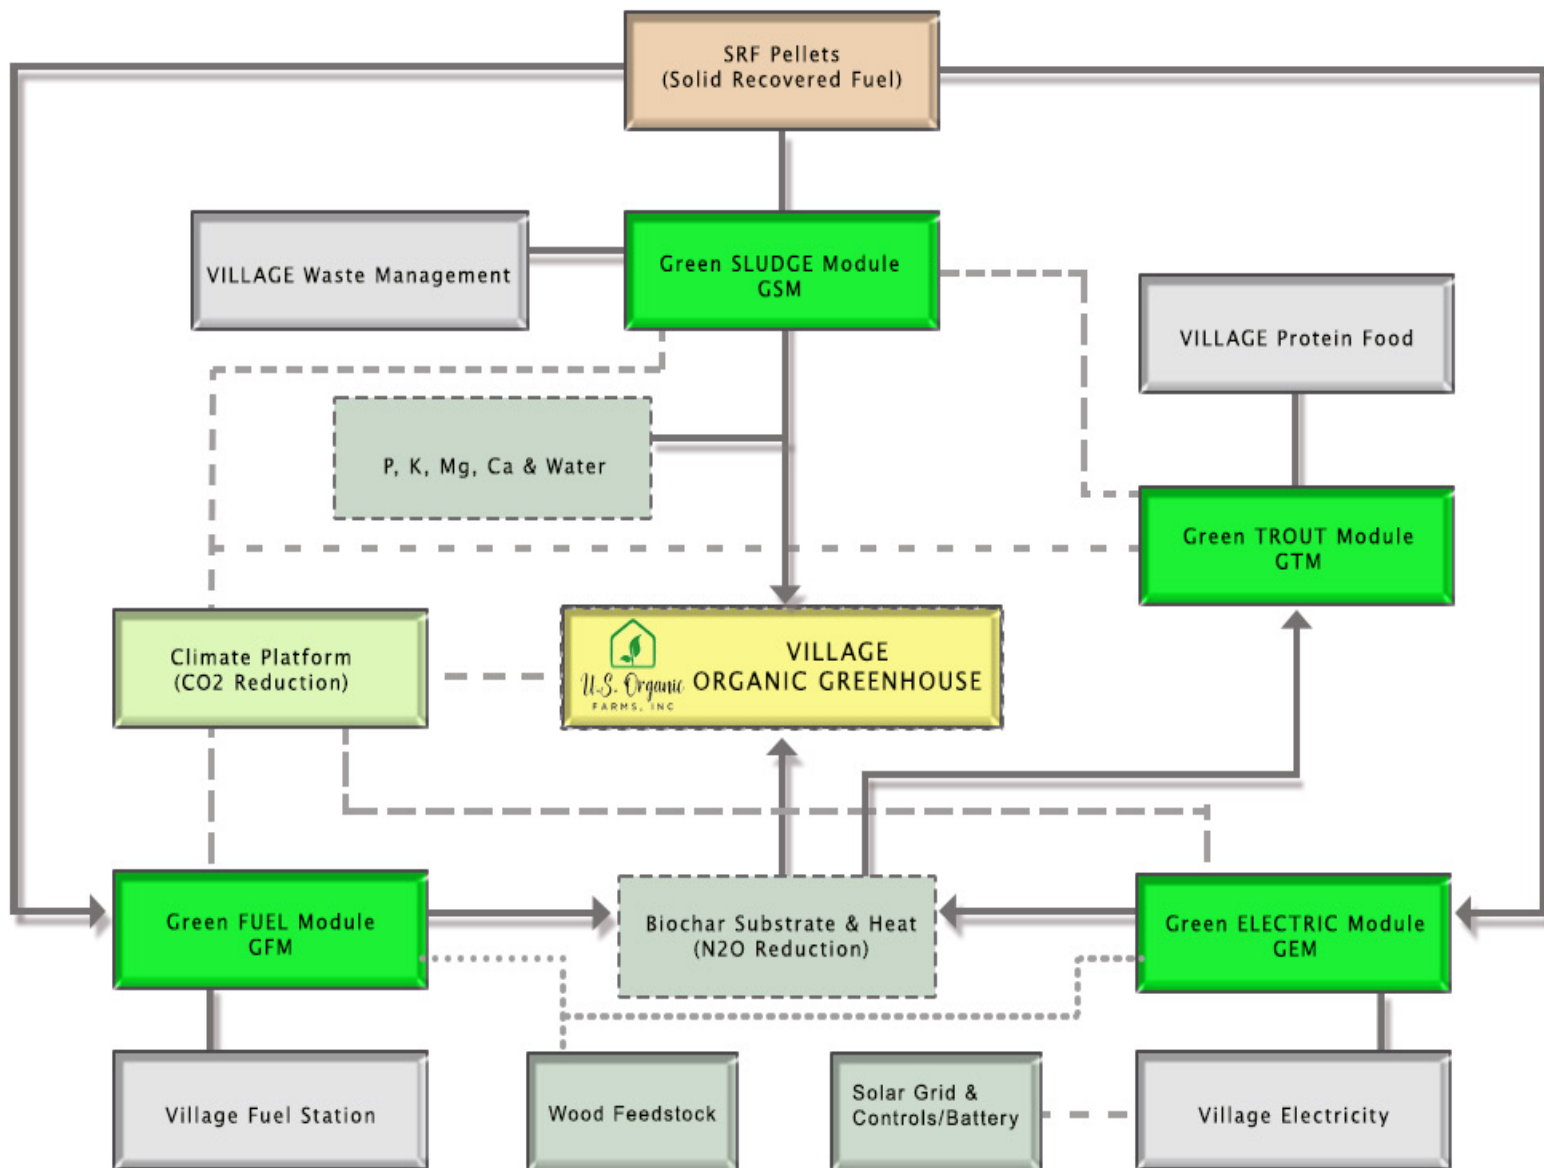 SRF Pellets
(Solid Recovered Fuel)
VILLAGE Waste Management
Green SLUDGE Module
GSM
VILLAGE Protein Food
P, K, Mg, Ca & Water
Green TROUT Module
GTM
Climate Platform
(CO2 Reduction)
U.S. Organic
FARMS, INC
VILLAGE
ORGANIC GREENHOUSE
Green FUEL Module
GFM
Biochar Substrate & Heat
(N2O Reduction)
Green ELECTRIC Module
GEM
Village Fuel Station
Wood Feedstock
Solar Grid &
Controls/Battery
Village Electricity